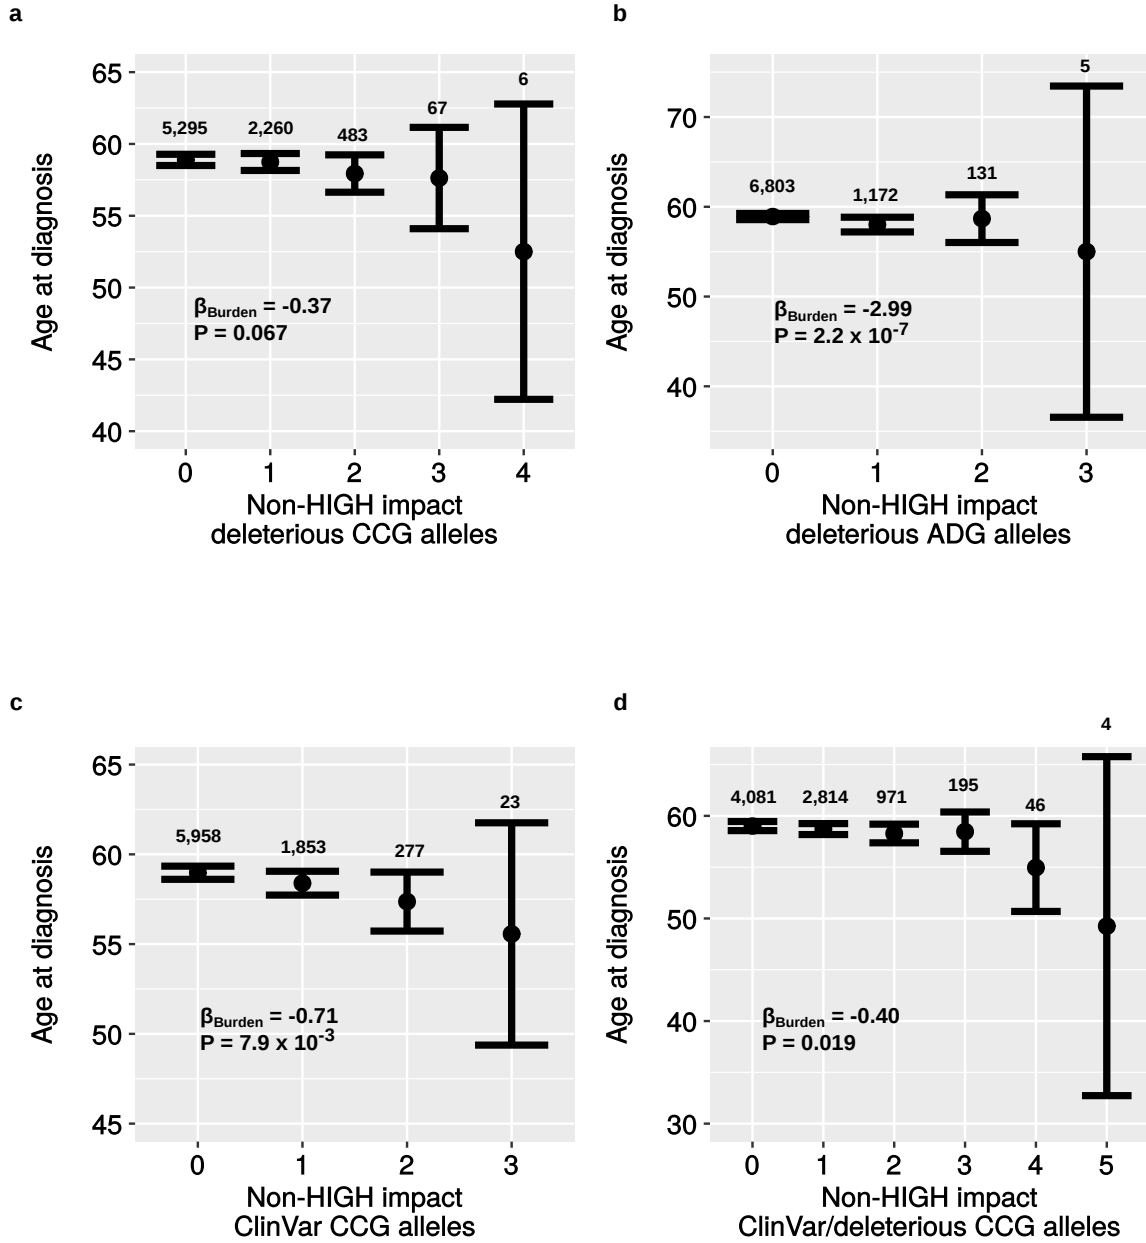 a
65
60
55
50
45
40
5,295
2,260
483
67
6
βBurden = -0.37
P = 0.067
0 1 2 3 4
Age at diagnosis
Non-HIGH impact
deleterious CCG alleles
b
70
60
50
40
6,803
1,172
131
5
βBurden = -2.99
P = 2.2 x 10-7
0 1 2 3
Age at diagnosis
Non-HIGH impact
deleterious ADG alleles
c
65
60
55
50
45
5,958
1,853
277
23
βBurden = -0.71
P = 7.9 x 10-3
0 1 2 3
Age at diagnosis
Non-HIGH impact
ClinVar CCG alleles
d
60
50
40
30
4,081
2,814
971
195
46
4
βBurden = -0.40
P = 0.019
0 1 2 3 4 5
Age at diagnosis
Non-HIGH impact
ClinVar/deleterious CCG alleles